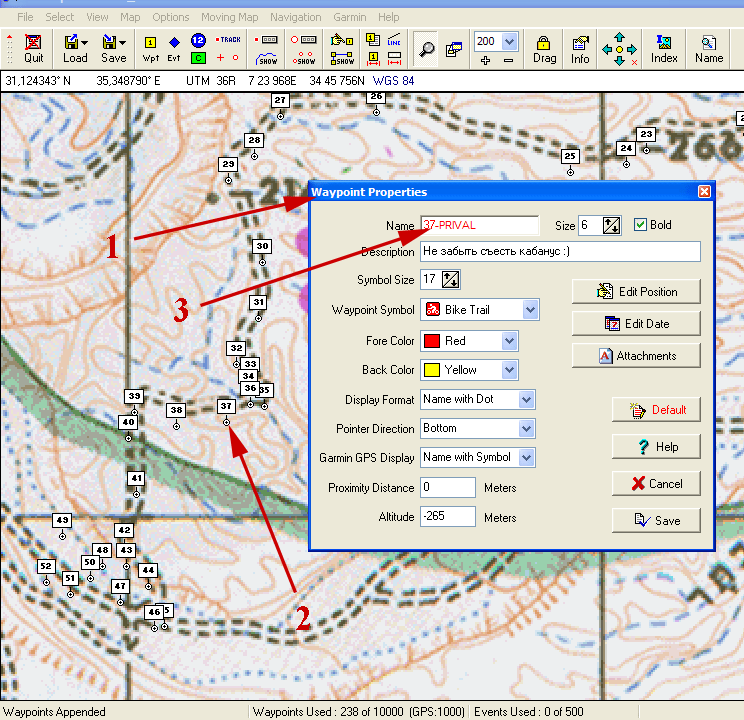 File Select View Map Options Moving Map Navigation Garmin Help
1 12 TRACK 200
Quit Load Save Wpt Evt C SHOW SHOW SHOW LINE Drag Info Index Name
31,124343° N 35,348790° E UTM 36R 7 23 968E 34 45 756N WGS 84
27 26
28 23
24
29 25
Waypoint Properties
Name 37-PRIVAL Size 6 Bold
30
1 Description Не забыть съесть кабанус :)
Symbol Size 17
Edit Position
31 3 Waypoint Symbol Bike Trail
Edit Date
Fore Color Red
32 Attachments
33 Back Color Yellow
34
36 35
39 Display Format Name with Dot
38 37 Default
40 Pointer Direction Bottom
Help
Garmin GPS Display Name with Symbol
41 Proximity Distance 0 Meters Cancel
49 Altitude -265 Meters Save
42
48 43
50
52 51 44
47
46 2
Waypoints Appended Waypoints Used : 238 of 10000 (GPS:1000) Events Used : 0 of 500